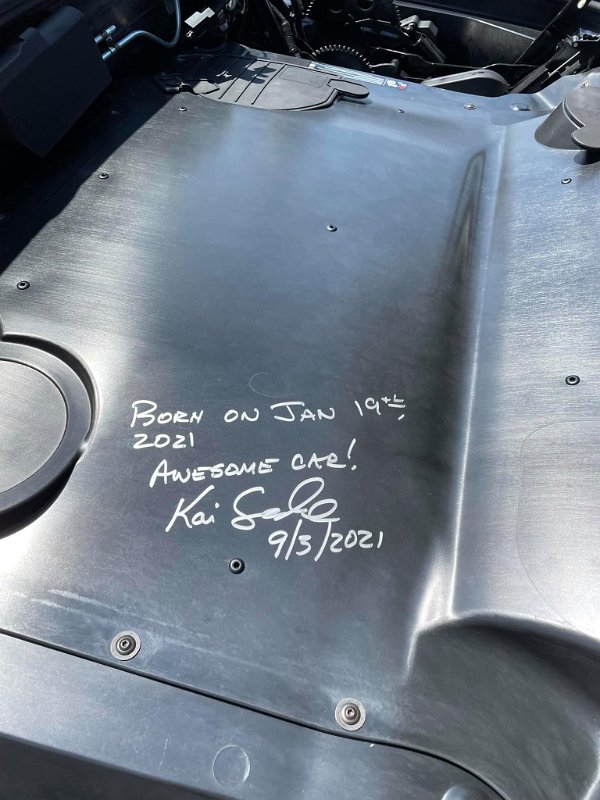 BORN ON JAN 19th,
2021
AWESOME CAR!
Kai
9/3/2021